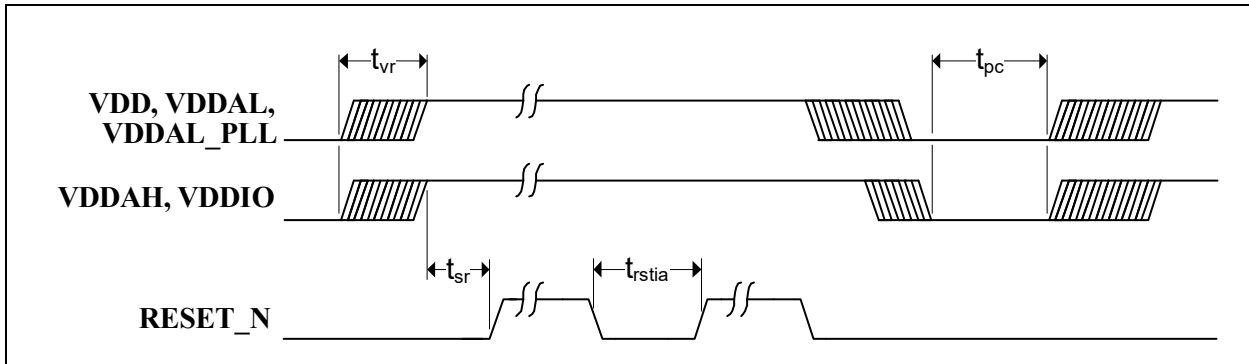 tvr
tpc
VDD, VDDAL,
VDDAL_PLL
VDDAH, VDDIO
tsr
trstia
RESET_N